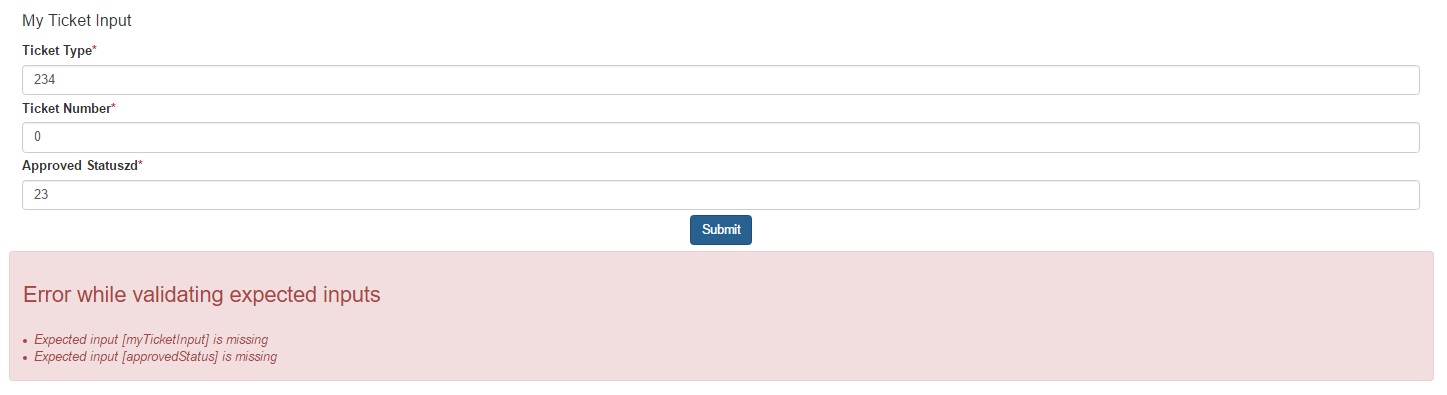 My Ticket Input
Ticket Type*
234
Ticket Number*
0
Approved Statuszd*
23
Submit
Error while validating expected inputs
• Expected input [myTicketInput] is missing
• Expected input [approvedStatus] is missing